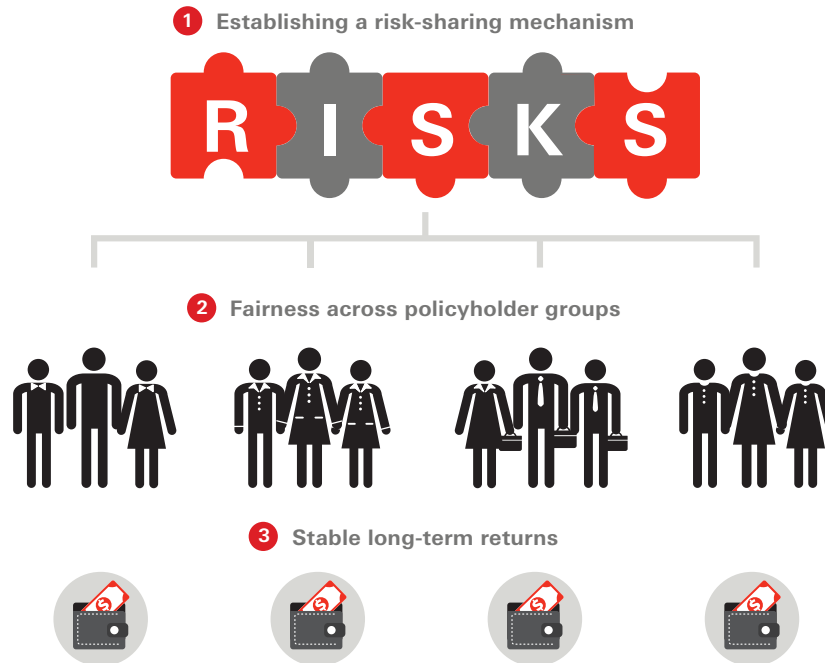 1 Establishing a risk-sharing mechanism
RISKS
2 Fairness across policyholder groups
3 Stable long-term returns
$ $ $ $